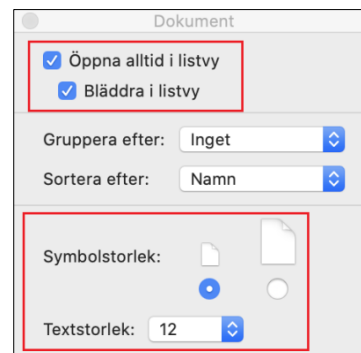 Dokument
Öppna alltid i listvy
Bläddra i listvy
Gruppera efter: Inget
Sortera efter: Namn
Symbolstorlek:
Textstorlek: 12